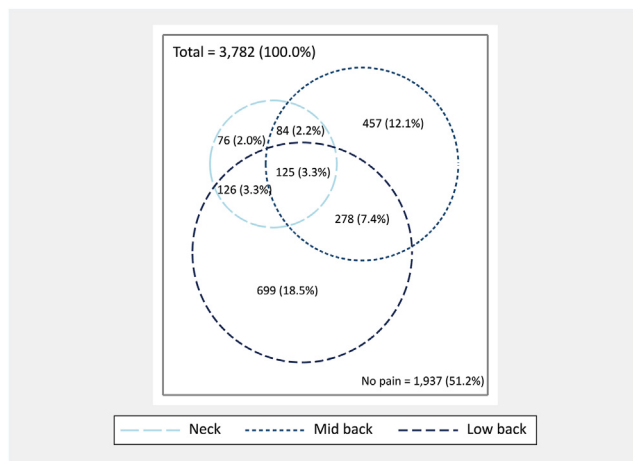 Total = 3,782 (100.0%)
457 (12.1%)
84 (2.2%)
76 (2.0%)
125 (3.3%)
126 (3.3%)
278 (7.4%)
699 (18.5%)
No pain = 1,937 (51.2%)
Neck Mid back Low back